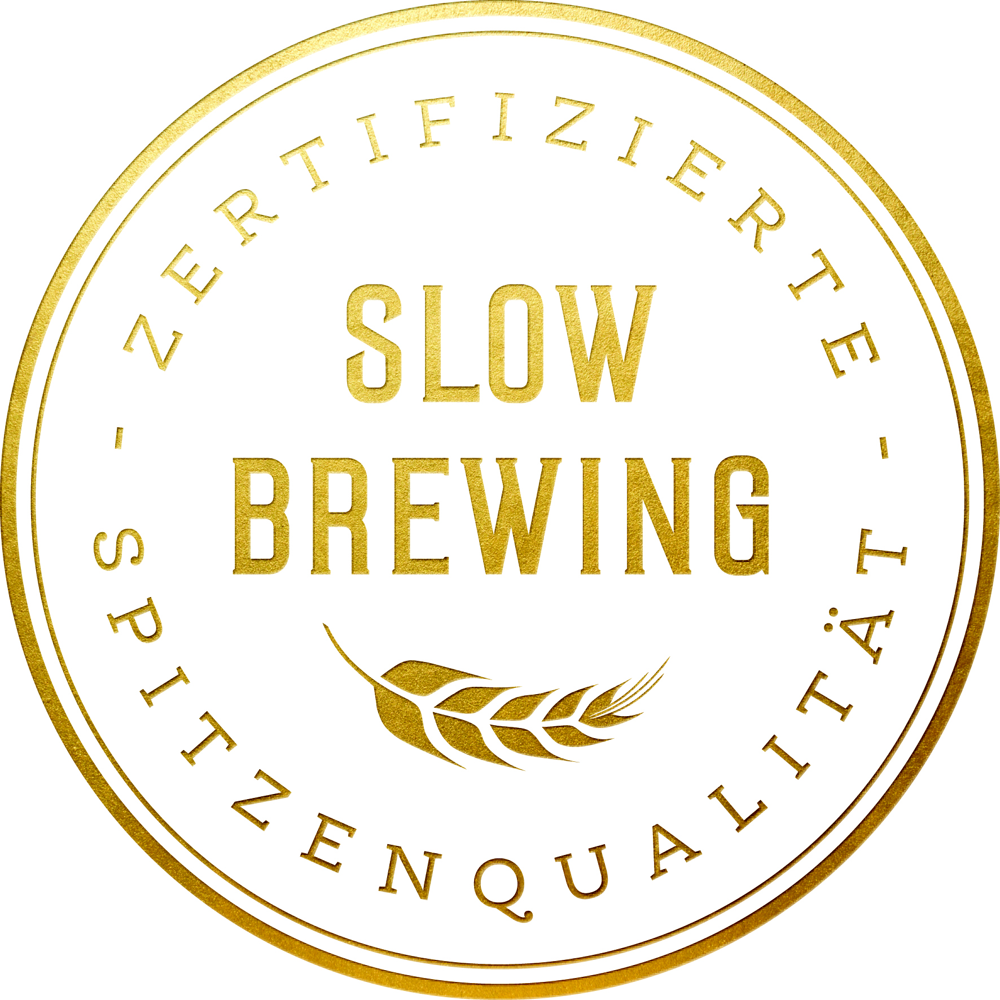 - ZERTIFIZIERTE -
SLOW
BREWING
SPITZENQUALITÄT